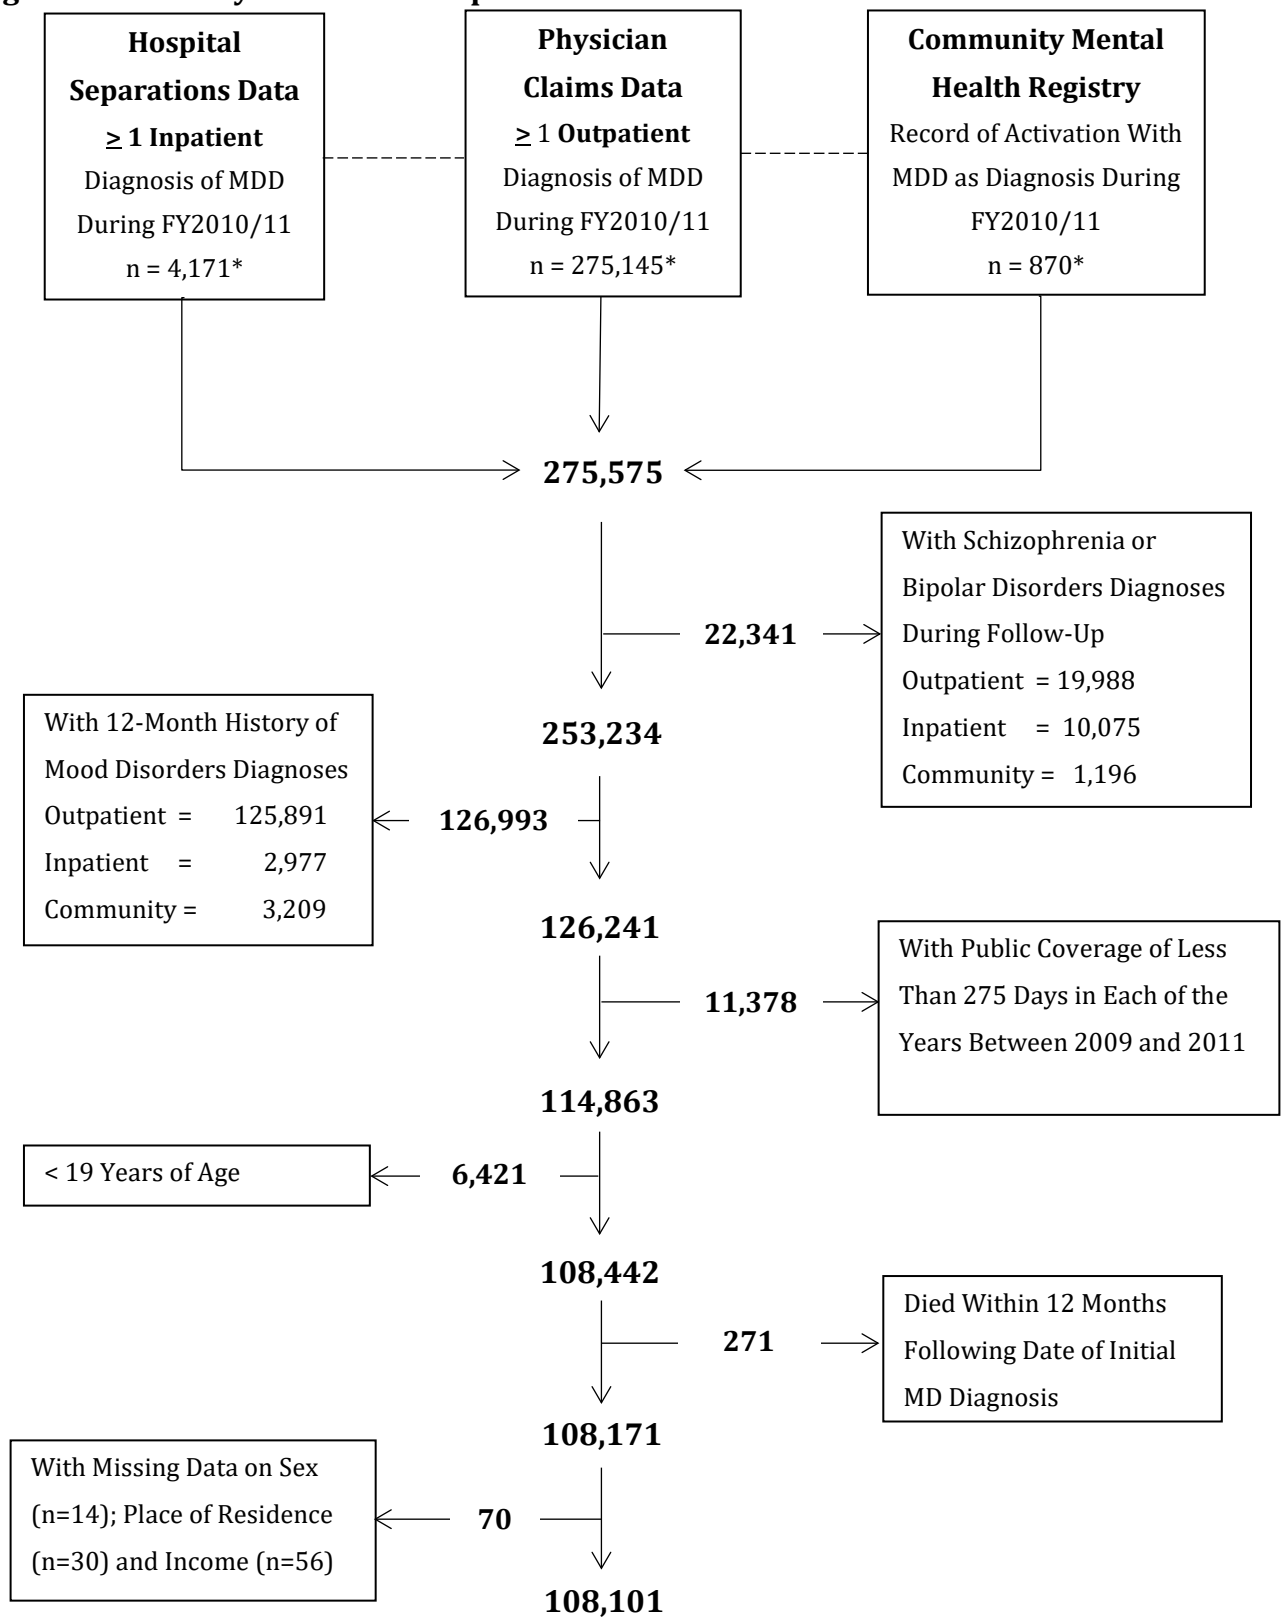 Hospital
Separations Data
≥ 1 Inpatient
Diagnosis of MDD
During FY2010/11
n = 4,171*
Physician
Claims Data
≥ 1 Outpatient
Diagnosis of MDD
During FY2010/11
n = 275,145*
Community Mental
Health Registry
Record of Activation With
MDD as Diagnosis During
FY2010/11
n = 870*
275,575
With Schizophrenia or
Bipolar Disorders Diagnoses
During Follow-Up
Outpatient = 19,988
Inpatient = 10,075
Community = 1,196
22,341
253,234
With 12-Month History of
Mood Disorders Diagnoses
Outpatient = 125,891
Inpatient = 2,977
Community = 3,209
126,993
126,241
With Public Coverage of Less
Than 275 Days in Each of the
Years Between 2009 and 2011
11,378
114,863
< 19 Years of Age
6,421
108,442
Died Within 12 Months
Following Date of Initial
MD Diagnosis
271
108,171
With Missing Data on Sex
(n=14); Place of Residence
(n=30) and Income (n=56)
70
108,101